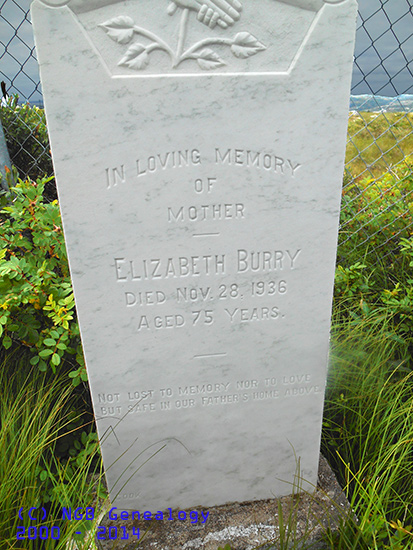 IN LOVING MEMORY
OF
MOTHER
ELIZABETH BURRY
DIED NOV. 28. 1936
AGED 75 YEARS.
NOT LOST TO MEMORY NOR TO LOVE
BUT SAFE IN OUR FATHER'S HOME ABOVE
(C) NGB Genealogy
2000 - 2014